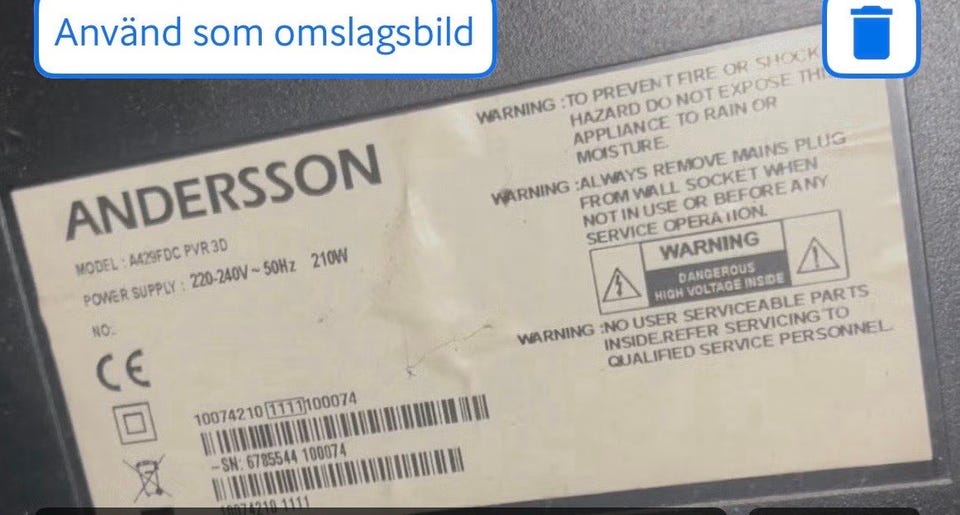 Använd som omslagsbild
ANDERSSON
MODEL : A429FDC PVR 3D
POWER SUPPLY : 220-240V ~ 50Hz 210W
NO:.
CE
10074210 1111 100074
-SN: 6785544 100074
10074210 1111
WARNING :TO PREVENT FIRE OR SHOCK
HAZARD DO NOT EXPOSE
APPLIANCE TO RAIN OR
MOISTURE.
WARNING :ALWAYS REMOVE MAINS PLUG
FROM WALL SOCKET WHEN
NOT IN USE OR BEFORE ANY
SERVICE OPERATION.
WARNING
DANGEROUS
HIGH VOLTAGE INSIDE
WARNING :NO USER SERVICEABLE PARTS
INSIDE.REFER SERVICING TO
QUALIFIED SERVICE PERSONNEL.